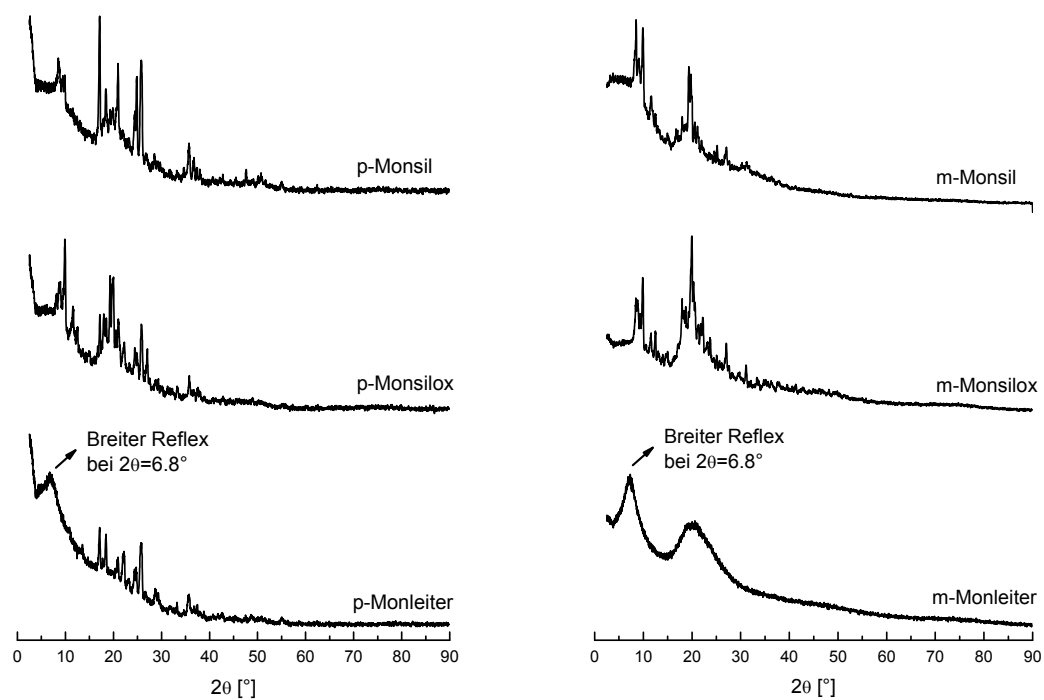 p-Monsil
p-Monsilox
Breiter Reflex
bei 2θ=6.8°
p-Monleiter
0 10 20 30 40 50 60 70 80 90
2θ [°]
m-Monsil
m-Monsilox
Breiter Reflex
bei 2θ=6.8°
m-Monleiter
0 10 20 30 40 50 60 70 80 90
2θ [°]